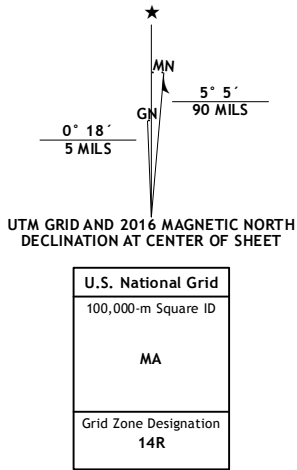 ★
MN
GN
5° 5´
90 MILS
0° 18´
5 MILS
UTM GRID AND 2016 MAGNETIC NORTH
DECLINATION AT CENTER OF SHEET
U.S. National Grid
100,000-m Square ID
MA
Grid Zone Designation
14R